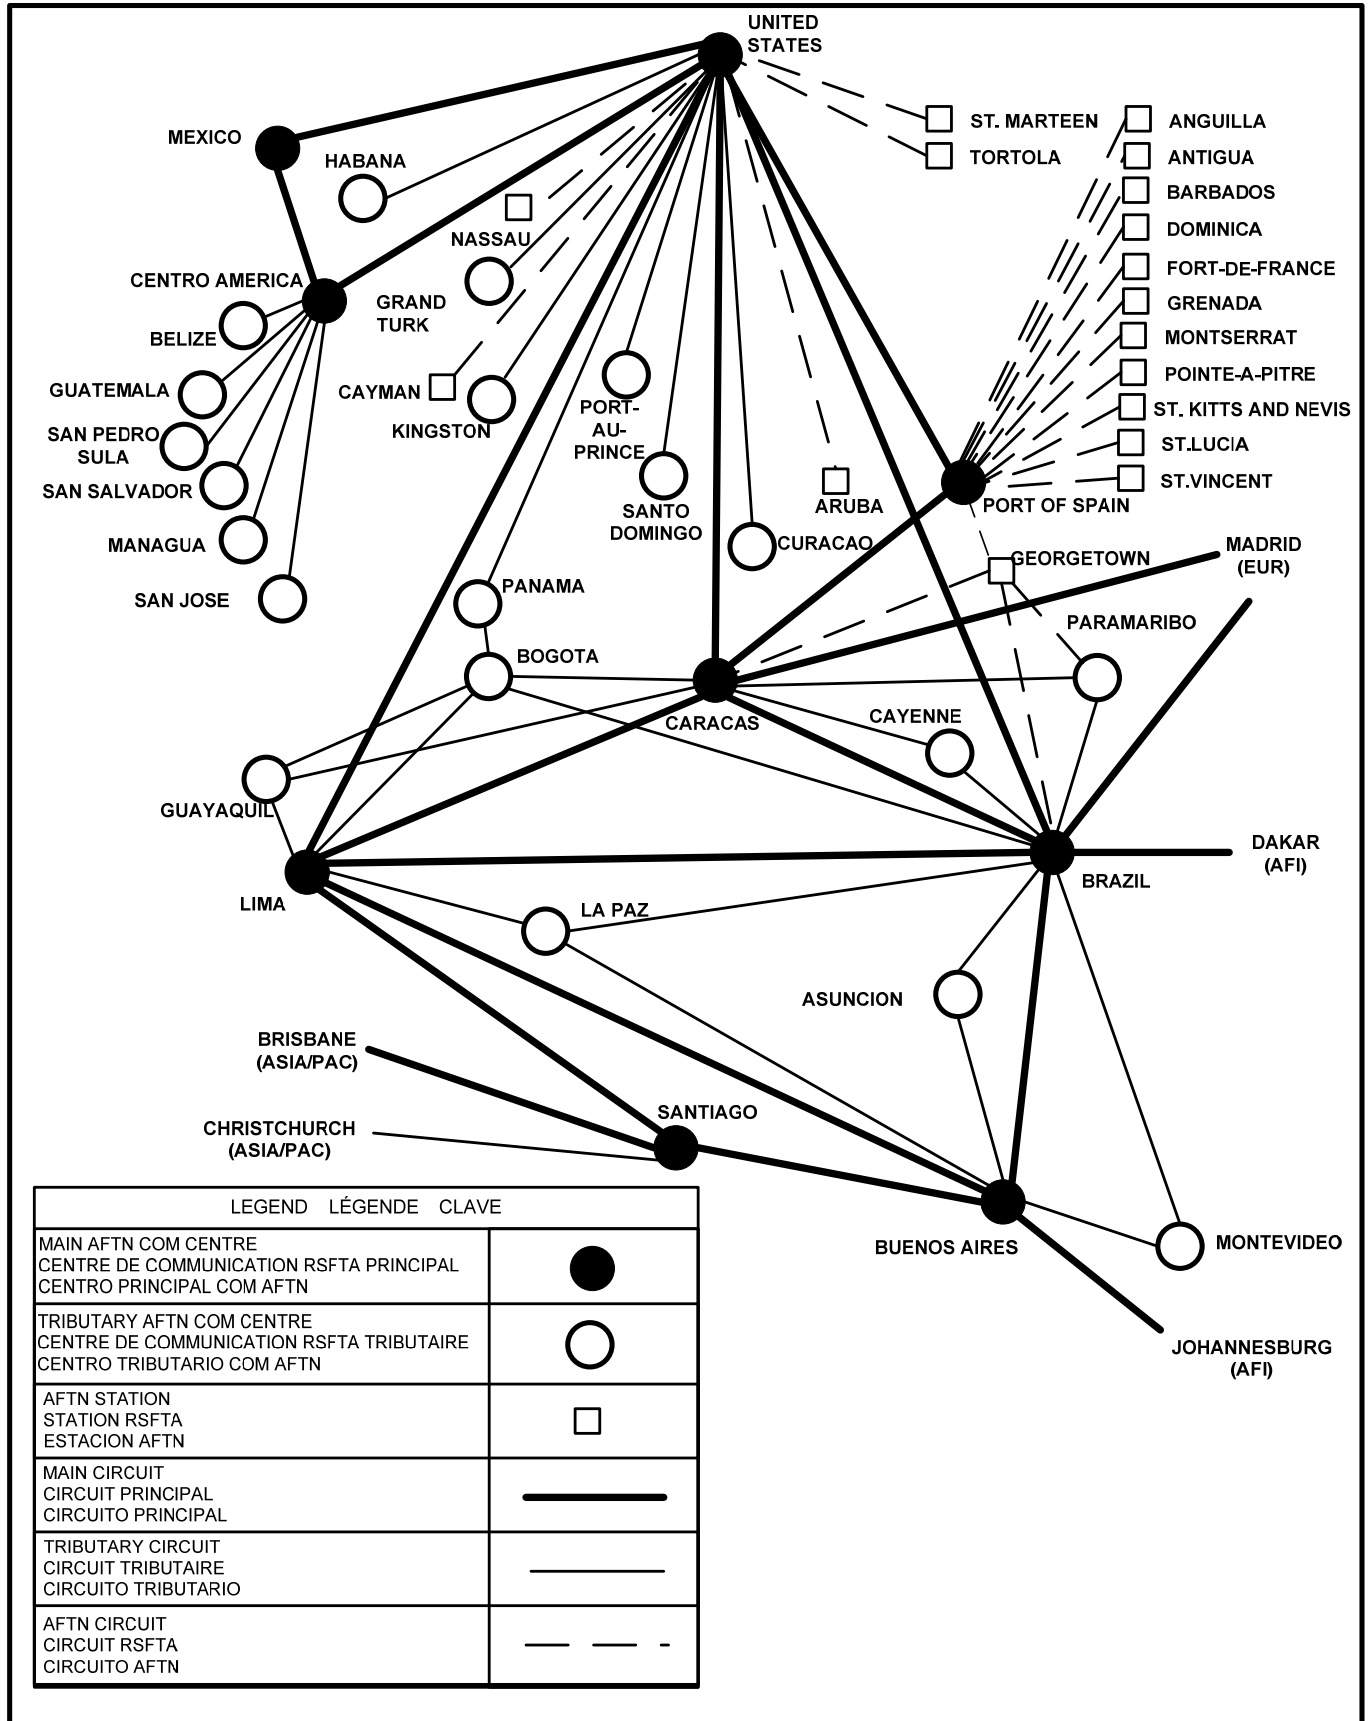 UNITED
STATES
MEXICO
HABANA
ST. MARTEEN
TORTOLA
ANGUILLA
ANTIGUA
BARBADOS
DOMINICA
FORT-DE-FRANCE
GRENADA
MONTSERRAT
POINTE-A-PITRE
ST. KITTS AND NEVIS
ST.LUCIA
ST.VINCENT
NASSAU
CENTRO AMERICA
GRAND
TURK
BELIZE
GUATEMALA
CAYMAN
KINGSTON
PORT-
AU-
PRINCE
SAN PEDRO
SULA
SAN SALVADOR
MANAGUA
SAN JOSE
SANTO
DOMINGO
ARUBA
CURACAO
PORT OF SPAIN
GEORGETOWN
MADRID
(EUR)
PANAMA
PARAMARIBO
BOGOTA
CARACAS
CAYENNE
GUAYAQUIL
LIMA
BRAZIL
DAKAR
(AFI)
LA PAZ
ASUNCION
BRISBANE
(ASIA/PAC)
CHRISTCHURCH
(ASIA/PAC)
SANTIAGO
BUENOS AIRES
MONTEVIDEO
JOHANNESBURG
(AFI)
LEGEND LÉGENDE CLAVE
MAIN AFTN COM CENTRE
CENTRE DE COMMUNICATION RSFTA PRINCIPAL
CENTRO PRINCIPAL COM AFTN
TRIBUTARY AFTN COM CENTRE
CENTRE DE COMMUNICATION RSFTA TRIBUTAIRE
CENTRO TRIBUTARIO COM AFTN
AFTN STATION
STATION RSFTA
ESTACION AFTN
MAIN CIRCUIT
CIRCUIT PRINCIPAL
CIRCUITO PRINCIPAL
TRIBUTARY CIRCUIT
CIRCUIT TRIBUTAIRE
CIRCUITO TRIBUTARIO
AFTN CIRCUIT
CIRCUIT RSFTA
CIRCUITO AFTN